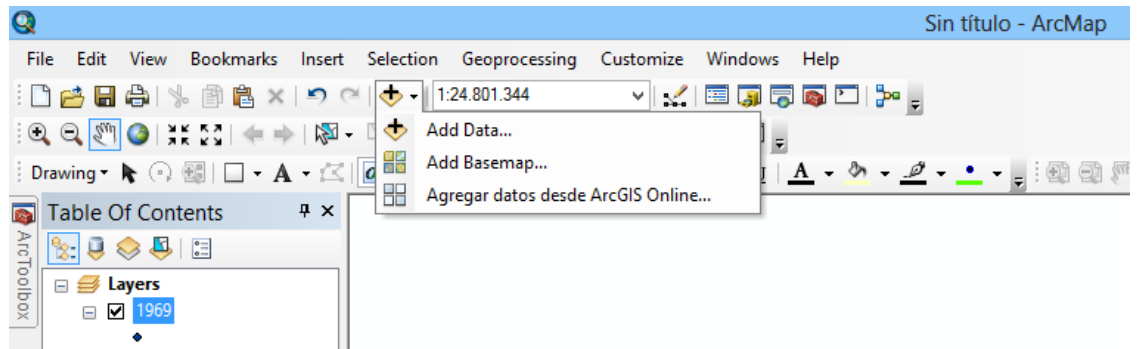 Sin título - ArcMap
File Edit View Bookmarks Insert Selection Geoprocessing Customize Windows Help
1:24.801.344
Add Data...
Add Basemap...
Drawing A A
Agregar datos desde ArcGIS Online...
Table Of Contents
ArcToolbox
Layers
1969